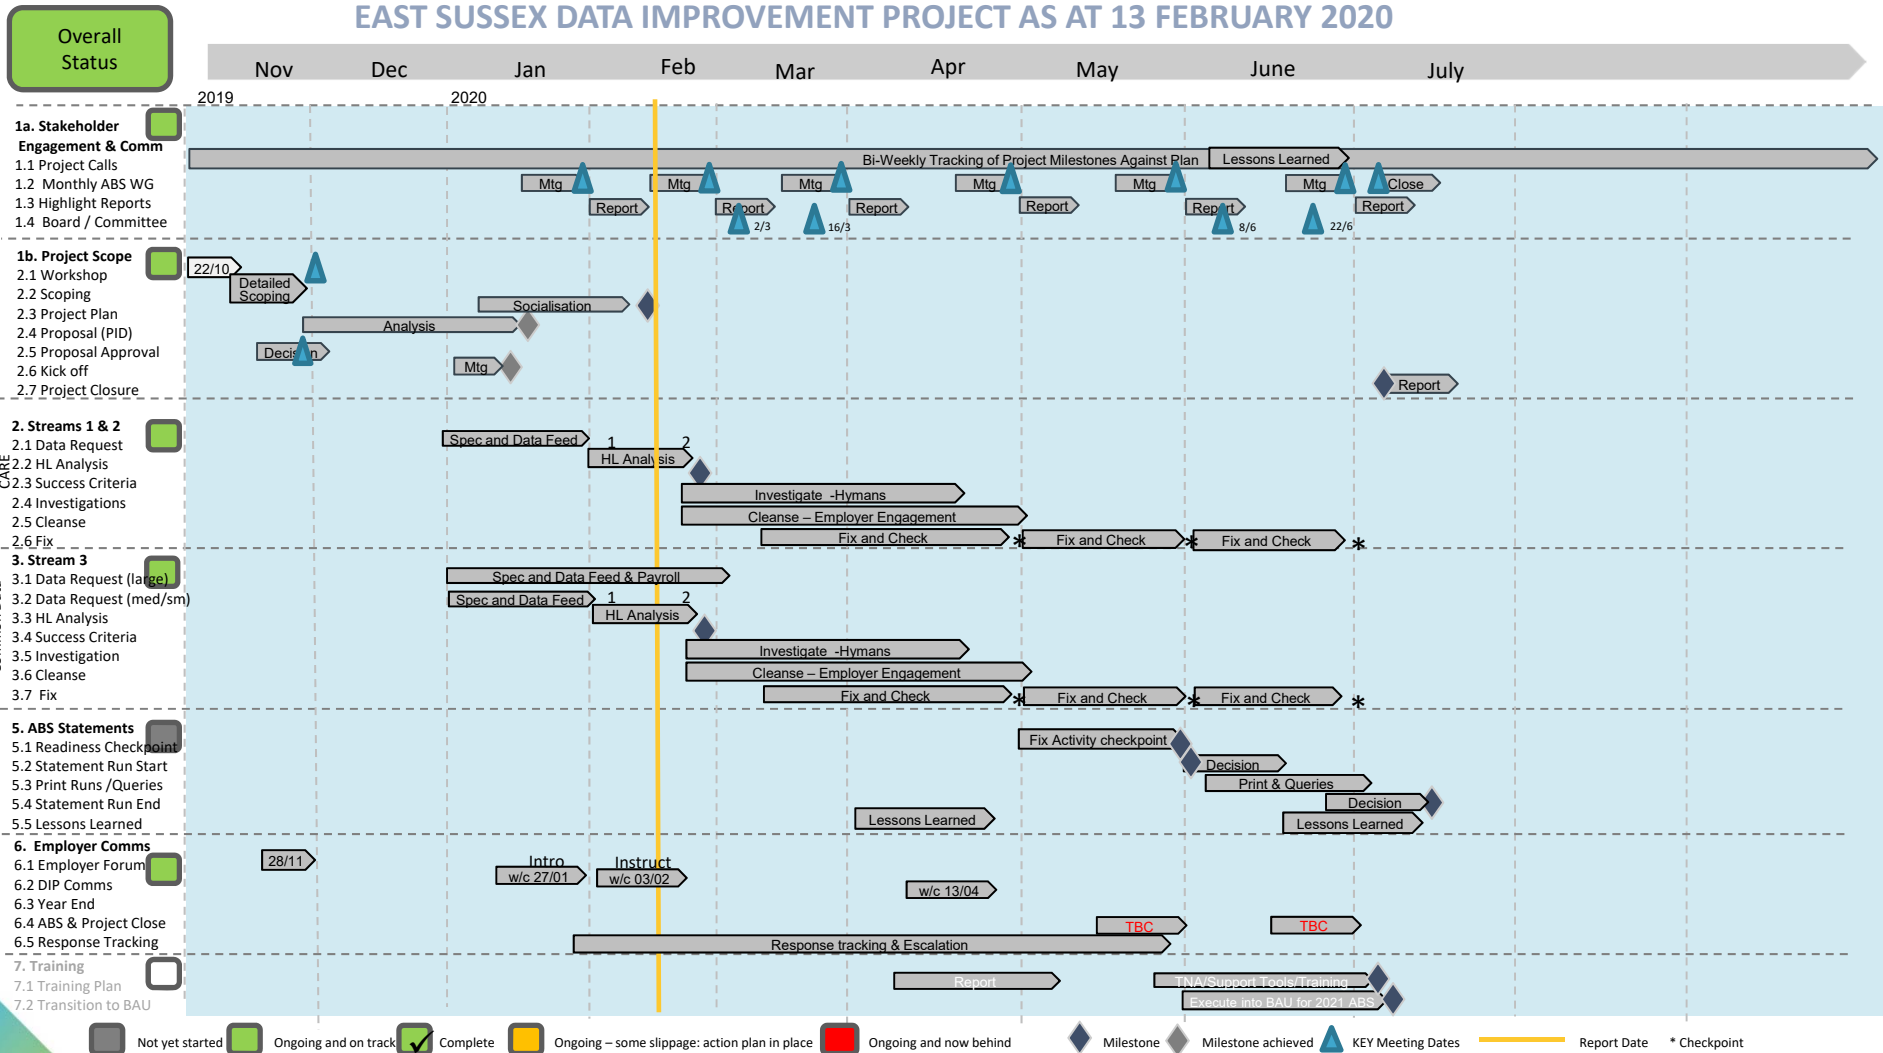 EAST SUSSEX DATA IMPROVEMENT PROJECT AS AT 13 FEBRUARY 2020
Overall
Status
Nov Dec Jan Feb Mar Apr May June July
2019 2020
1a. Stakeholder
Engagement & Comm
1.1 Project Calls
Bi-Weekly Tracking of Project Milestones Against Plan Lessons Learned
1.2 Monthly ABS WG
Mtg Mtg Mtg Mtg Mtg Mtg Close
1.3 Highlight Reports
Report Report Report Report Report Report
1.4 Board / Committee
2/3 16/3 8/6 22/6
1b. Project Scope
2.1 Workshop
22/10
2.2 Scoping
Detailed
Scoping
2.3 Project Plan
Socialisation
2.4 Proposal (PID)
Analysis
2.5 Proposal Approval
Decision
2.6 Kick off
Mtg
2.7 Project Closure
Report
CARE
2. Streams 1 & 2
2.1 Data Request
Spec and Data Feed 1 2
2.2 HL Analysis
HL Analysis
2.3 Success Criteria
2.4 Investigations
Investigate -Hymans
2.5 Cleanse
Cleanse – Employer Engagement
2.6 Fix
Fix and Check * Fix and Check * Fix and Check *
3. Stream 3
3.1 Data Request (large)
Spec and Data Feed & Payroll
3.2 Data Request (med/sm)
Spec and Data Feed 1 2
3.3 HL Analysis
HL Analysis
3.4 Success Criteria
3.5 Investigation
Investigate -Hymans
3.6 Cleanse
Cleanse – Employer Engagement
3.7 Fix
Fix and Check * Fix and Check * Fix and Check *
5. ABS Statements
5.1 Readiness Checkpoint
Fix Activity checkpoint
5.2 Statement Run Start
Decision
5.3 Print Runs /Queries
Print & Queries
5.4 Statement Run End
Decision
5.5 Lessons Learned
Lessons Learned Lessons Learned
6. Employer Comms
6.1 Employer Forum
28/11
6.2 DIP Comms
Intro Instruct
w/c 27/01 w/c 03/02
6.3 Year End
w/c 13/04
6.4 ABS & Project Close
TBC TBC
6.5 Response Tracking
Response tracking & Escalation
7. Training
7.1 Training Plan
Report TNA/Support Tools/Training
7.2 Transition to BAU
Execute into BAU for 2021 ABS
Not yet started Ongoing and on track Complete Ongoing – some slippage: action plan in place Ongoing and now behind Milestone Milestone achieved KEY Meeting Dates Report Date * Checkpoint